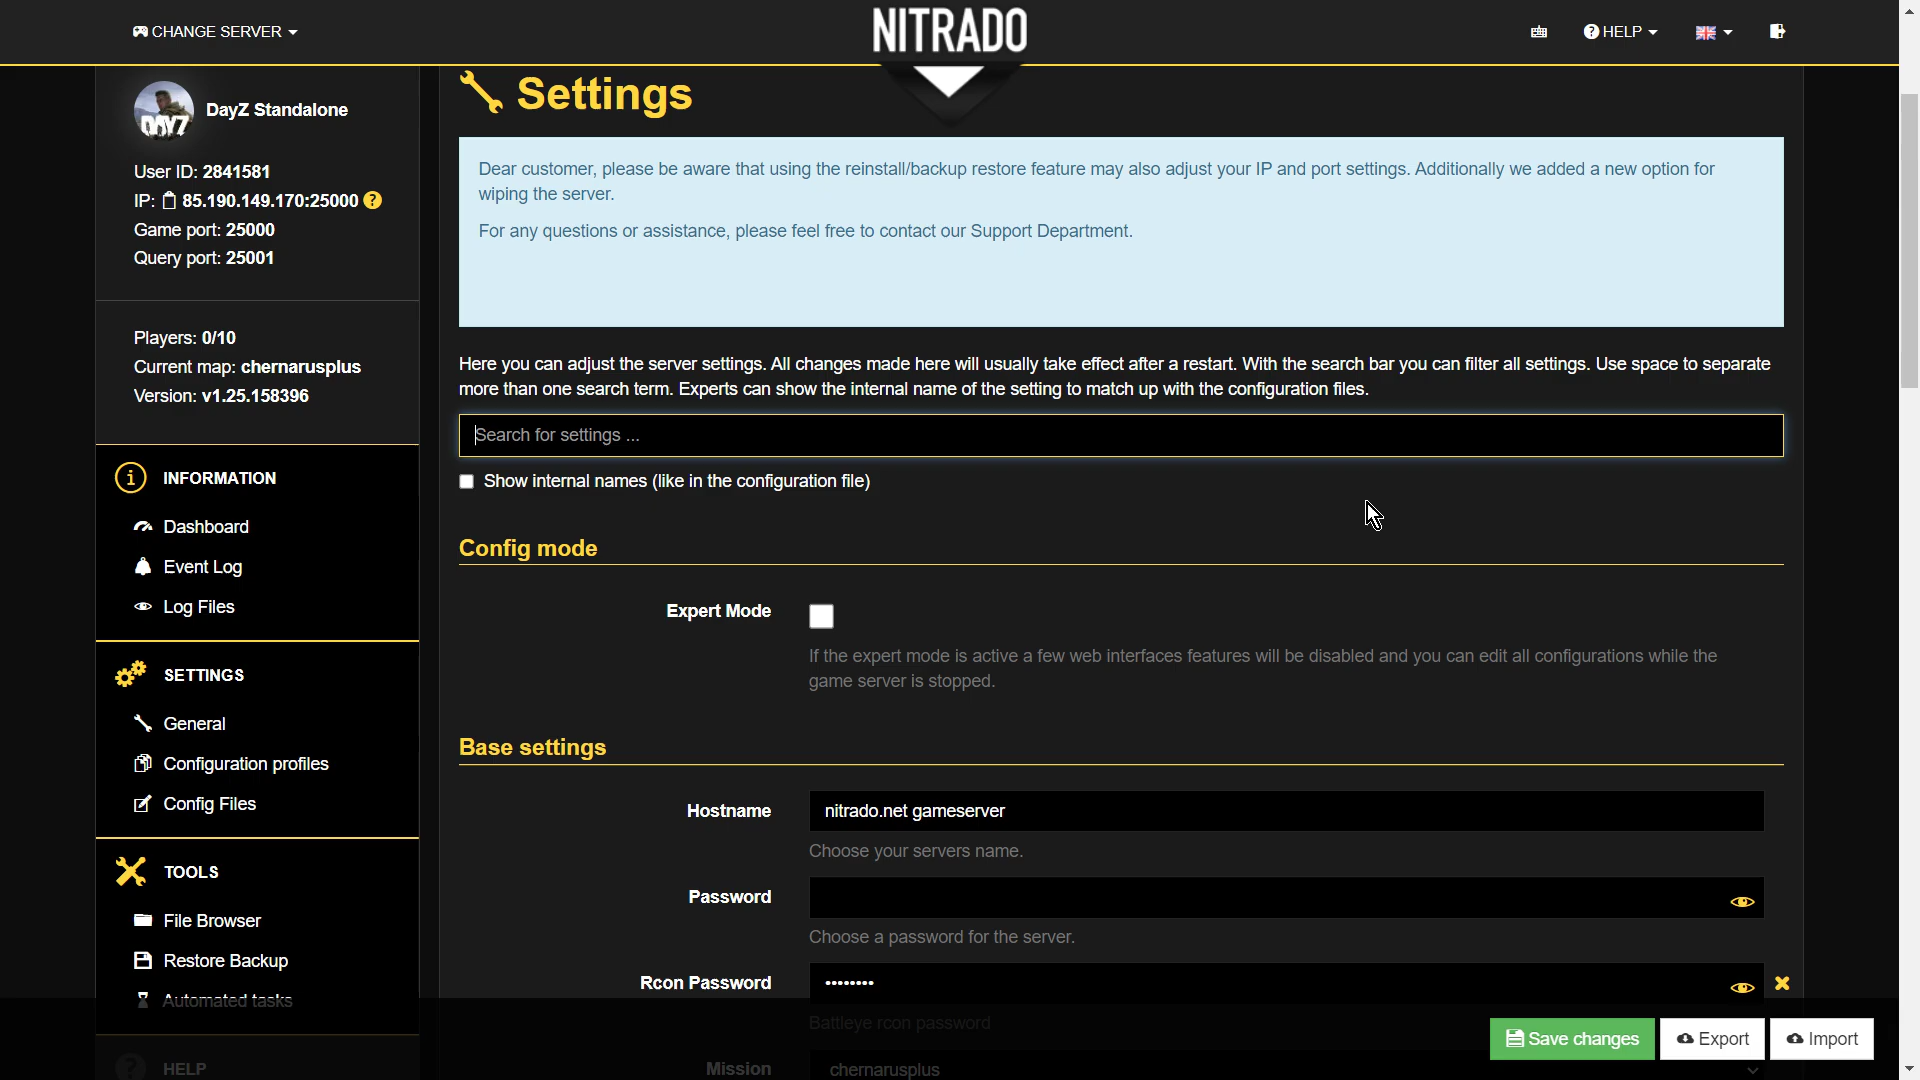 CHANGE SERVER
NITRADO
HELP
DayZ Standalone
User ID: 2841581
IP: 85.190.149.170:25000
Game port: 25000
Query port: 25001
Players: 0/10
Current map: chernarusplus
Version: v1.25.158396
INFORMATION
Dashboard
Event Log
Log Files
SETTINGS
General
Configuration profiles
Config Files
TOOLS
File Browser
Restore Backup
Automated tasks
HELP
Settings
Dear customer, please be aware that using the reinstall/backup restore feature may also adjust your IP and port settings. Additionally we added a new option for
wiping the server.
For any questions or assistance, please feel free to contact our Support Department.
Here you can adjust the server settings. All changes made here will usually take effect after a restart. With the search bar you can filter all settings. Use space to separate
more than one search term. Experts can show the internal name of the setting to match up with the configuration files.
Search for settings ...
Show internal names (like in the configuration file)
Config mode
Expert Mode
If the expert mode is active a few web interfaces features will be disabled and you can edit all configurations while the
game server is stopped.
Base settings
Hostname
nitrado.net gameserver
Choose your servers name.
Password
Choose a password for the server.
Rcon Password
••••••••
Battleye rcon password
Mission
chernarusplus
Save changes
Export
Import